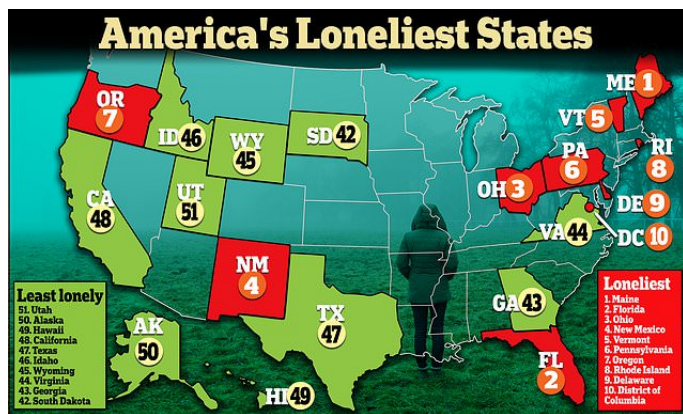 America's Loneliest States
ME 1
OR
7
VT 5
ID 46
SD 42
WY
45
PA
6
RI
8
OH 3
CA
48
UT
51
DE 9
VA 44
DC 10
NM
4
Least lonely
51. Utah
50. Alaska
49. Hawaii
48. California
47. Texas
46. Idaho
45. Wyoming
44. Virginia
43. Georgia
42. South Dakota
AK
50
TX
47
HI 49
GA 43
FL
2
Loneliest
1. Maine
2. Florida
3. Ohio
4. New Mexico
5. Vermont
6. Pennsylvania
7. Oregon
8. Rhode Island
9. Delaware
10. District of
Columbia